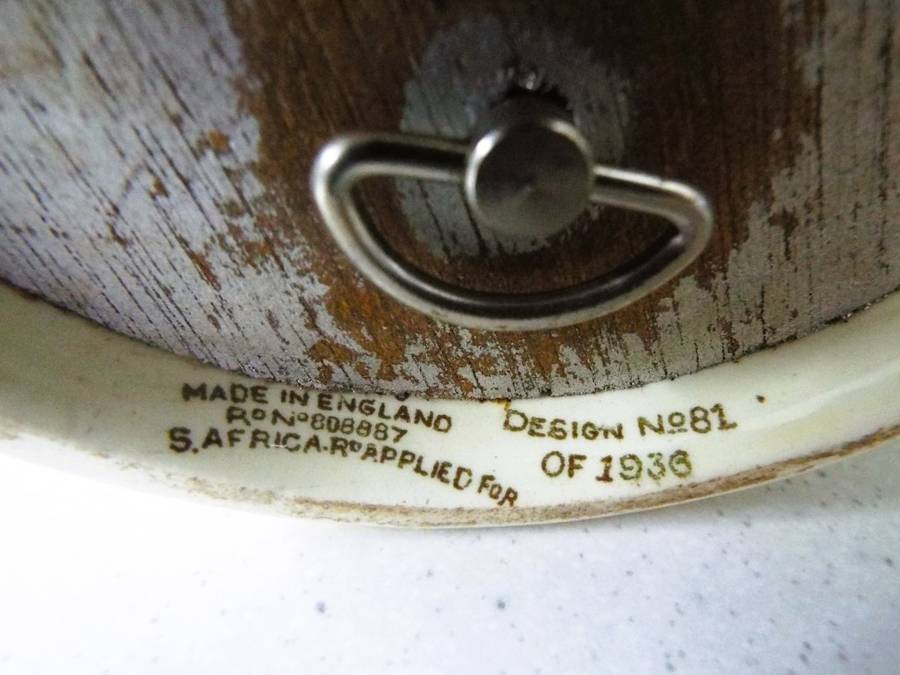 MADE IN ENGLAND
Rᴰ Nᵒ 808887
S. AFRICA. Rᴰ APPLIED FOR
DESIGN Nº 81
OF 1936